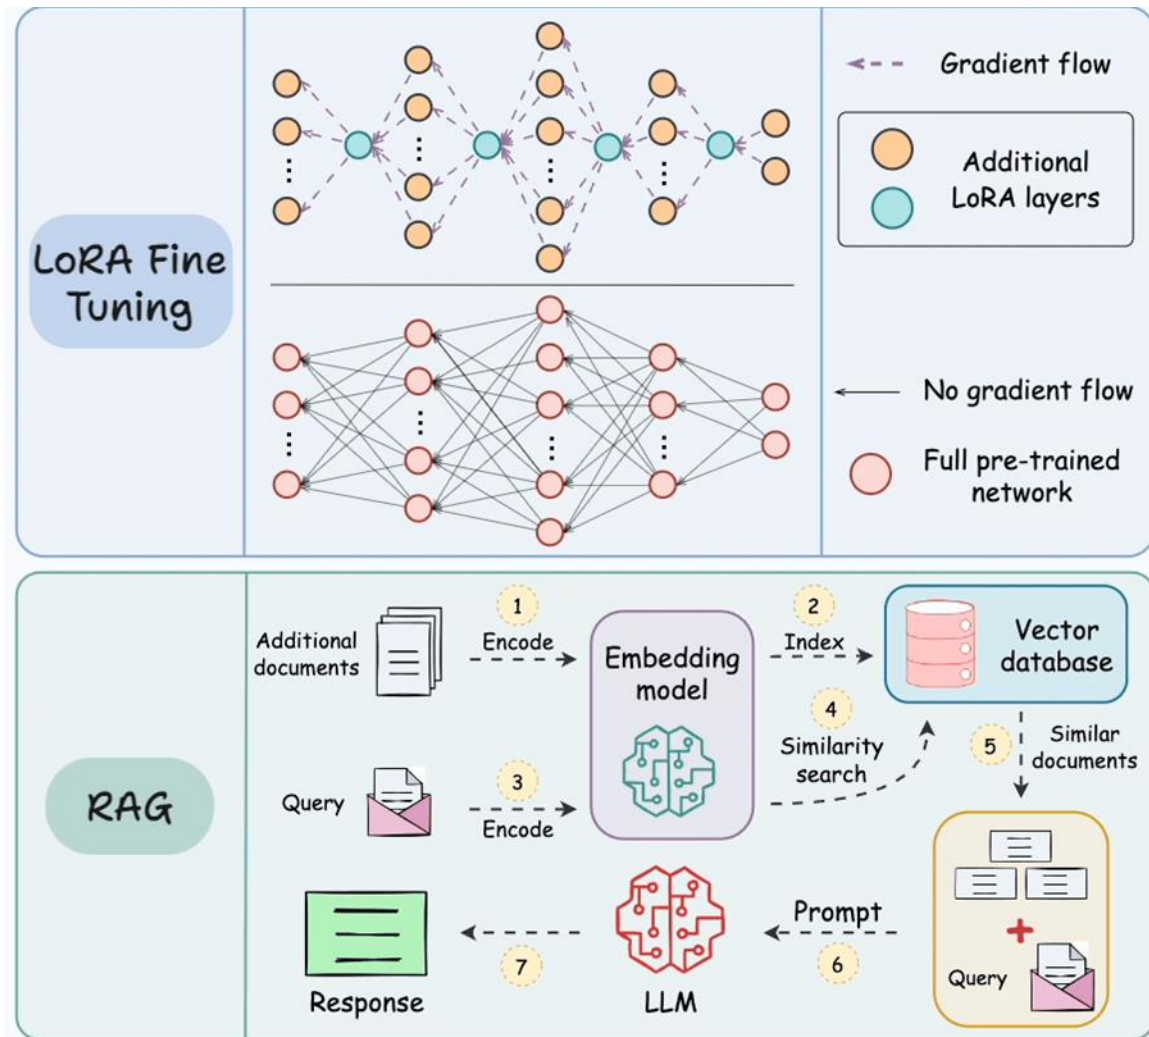 LoRA Fine
Tuning
Gradient flow
Additional
LoRA layers
No gradient flow
Full pre-trained
network
RAG
Additional
documents
1
Encode
Embedding
model
2
Index
Vector
database
Query
3
Encode
4
Similarity
search
5
Similar
documents
Query
Prompt
6
LLM
7
Response